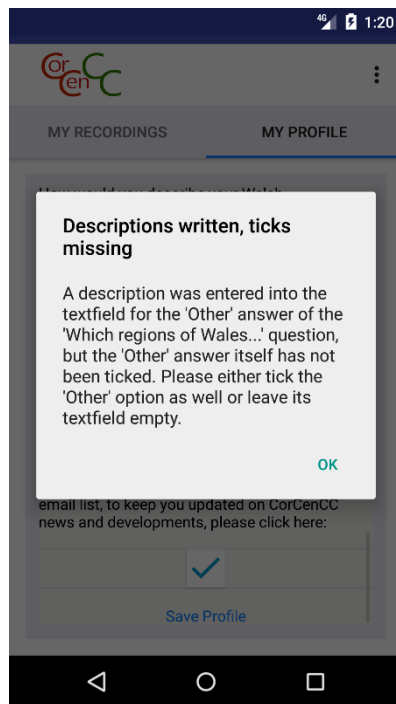 4G 1:20
CorCenCC
MY RECORDINGS MY PROFILE
How would you describe your Welsh
Descriptions written, ticks
missing
A description was entered into the
textfield for the 'Other' answer of the
'Which regions of Wales...' question,
but the 'Other' answer itself has not
been ticked. Please either tick the
'Other' option as well or leave its
textfield empty.
OK
email list, to keep you updated on CorCenCC
news and developments, please click here:
Save Profile